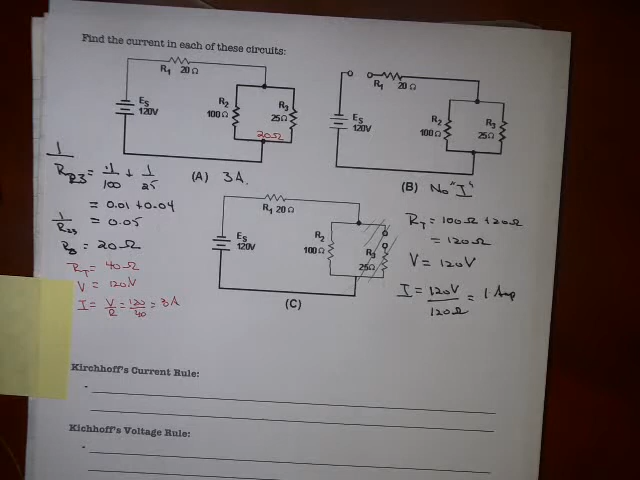 Find the current in each of these circuits:
R1 20Ω
ES
120V
R2
100Ω
R3
25Ω
20Ω
(A) 3A.
R1 20Ω
ES
120V
R2
100Ω
R3
25Ω
(B) No "I"
1/R23 = 1/100 + 1/25
= 0.01 + 0.04
1/R23 = 0.05
= 20Ω
RT = 40Ω
V = 120V
I = V/R = 120/40 = 3A
R1 20Ω
ES
120V
R2
100Ω
R3
25Ω
(C)
RT = 100Ω + 20Ω
= 120Ω
V = 120V
I = 120V/120Ω = 1 Amp
Kirchhoff's Current Rule:
-
Kichhoff's Voltage Rule:
-